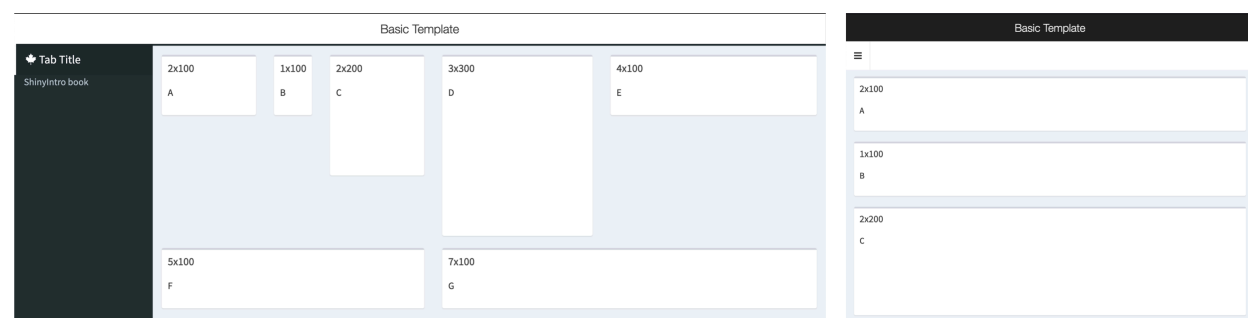 Basic Template
Tab Title
ShinyIntro book
2x100
A
1x100
B
2x200
C
3x300
D
4x100
E
5x100
F
7x100
G
Basic Template
2x100
A
1x100
B
2x200
C